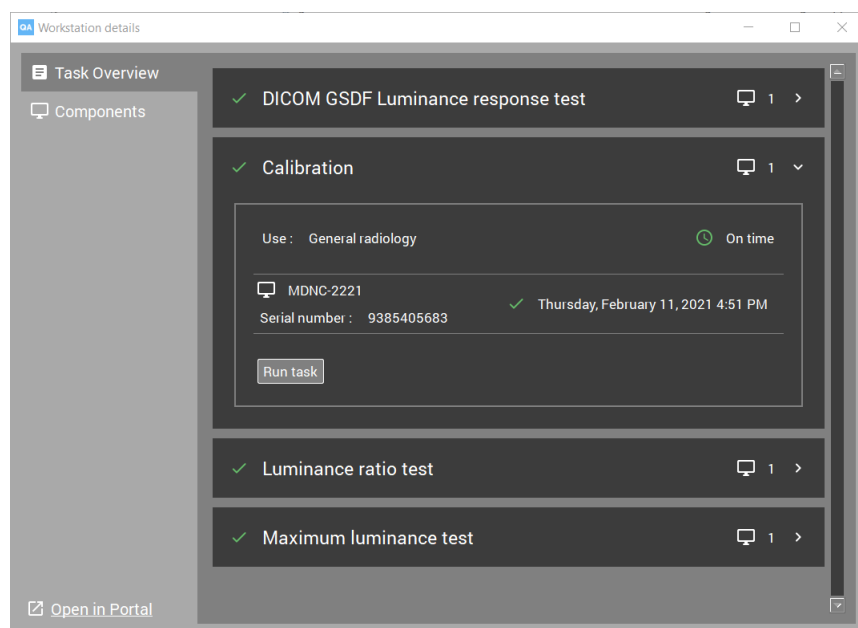 QA Workstation details
Task Overview
Components
DICOM GSDF Luminance response test 1
Calibration 1
Use : General radiology On time
MDNC-2221
Thursday, February 11, 2021 4:51 PM
Serial number : 9385405683
Run task
Luminance ratio test 1
Maximum luminance test 1
Open in Portal